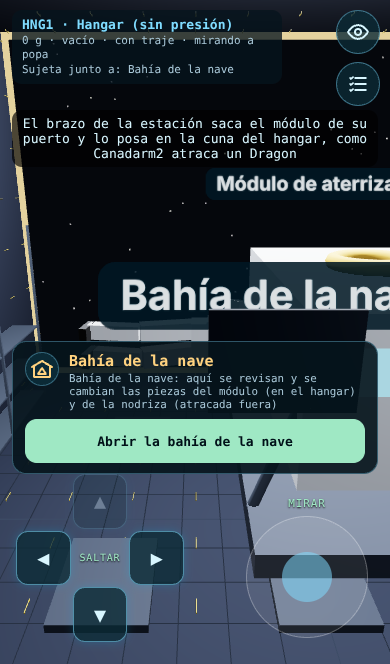 HNG1 · Hangar (sin presión)
0 g · vacío · con traje · mirando a
popa
Sujeta junto a: Bahía de la nave
El brazo de la estación saca el módulo de su
puerto y lo posa en la cuna del hangar, como
Canadarm2 atraca un Dragon
Módulo de aterriza
Bahía de la na
Bahía de la nave
Bahía de la nave: aquí se revisan y se
cambian las piezas del módulo (en el hangar)
y de la nodriza (atracada fuera)
Abrir la bahía de la nave
MIRAR
SALTAR